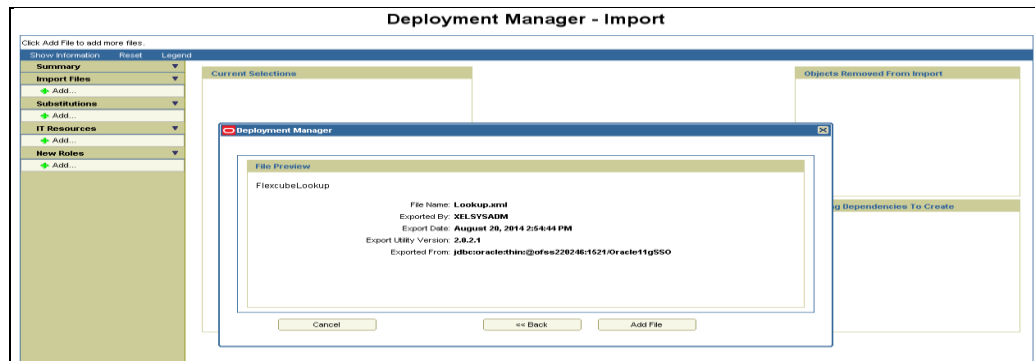 Deployment Manager - Import
Click Add File to add more files.
Show Information Reset Legend
Summary
Import Files
Add...
Substitutions
Add...
IT Resources
Add...
New Roles
Add...
Current Selections
Objects Removed From Import
Deployment Manager
File Preview
FlexcubeLookup
File Name: Lookup.xml
Exported By: XELSYSADM
Export Date: August 20, 2014 2:54:44 PM
Export Utility Version: 2.0.2.1
Exported From: jdbc:oracle:thin:@ofss220246:1521/Oracle11gSSO
Cancel << Back Add File
g Dependencies To Create